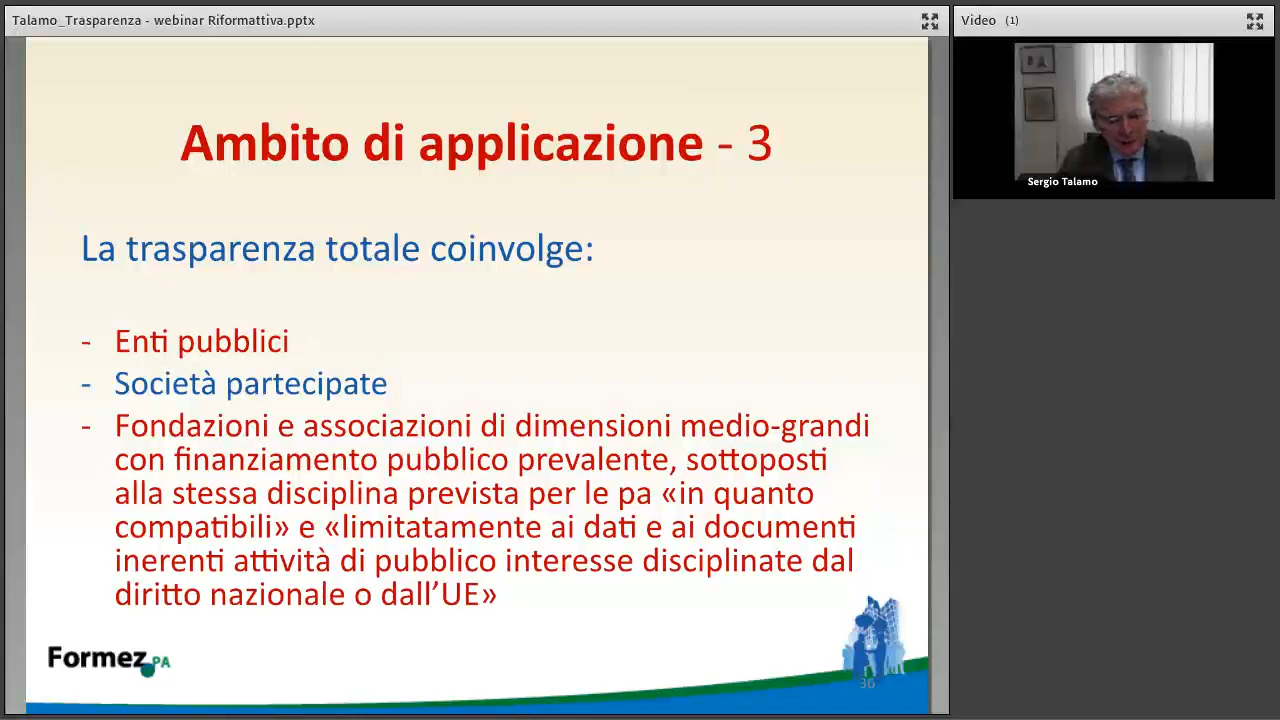 Talamo_Trasparenza - webinar Riformattiva.pptx
Video (1)
Sergio Talamo
Ambito di applicazione - 3
La trasparenza totale coinvolge:
- Enti pubblici
- Società partecipate
- Fondazioni e associazioni di dimensioni medio-grandi
con finanziamento pubblico prevalente, sottoposti
alla stessa disciplina prevista per le pa «in quanto
compatibili» e «limitatamente ai dati e ai documenti
inerenti attività di pubblico interesse disciplinate dal
diritto nazionale o dall’UE»
Formez PA
36